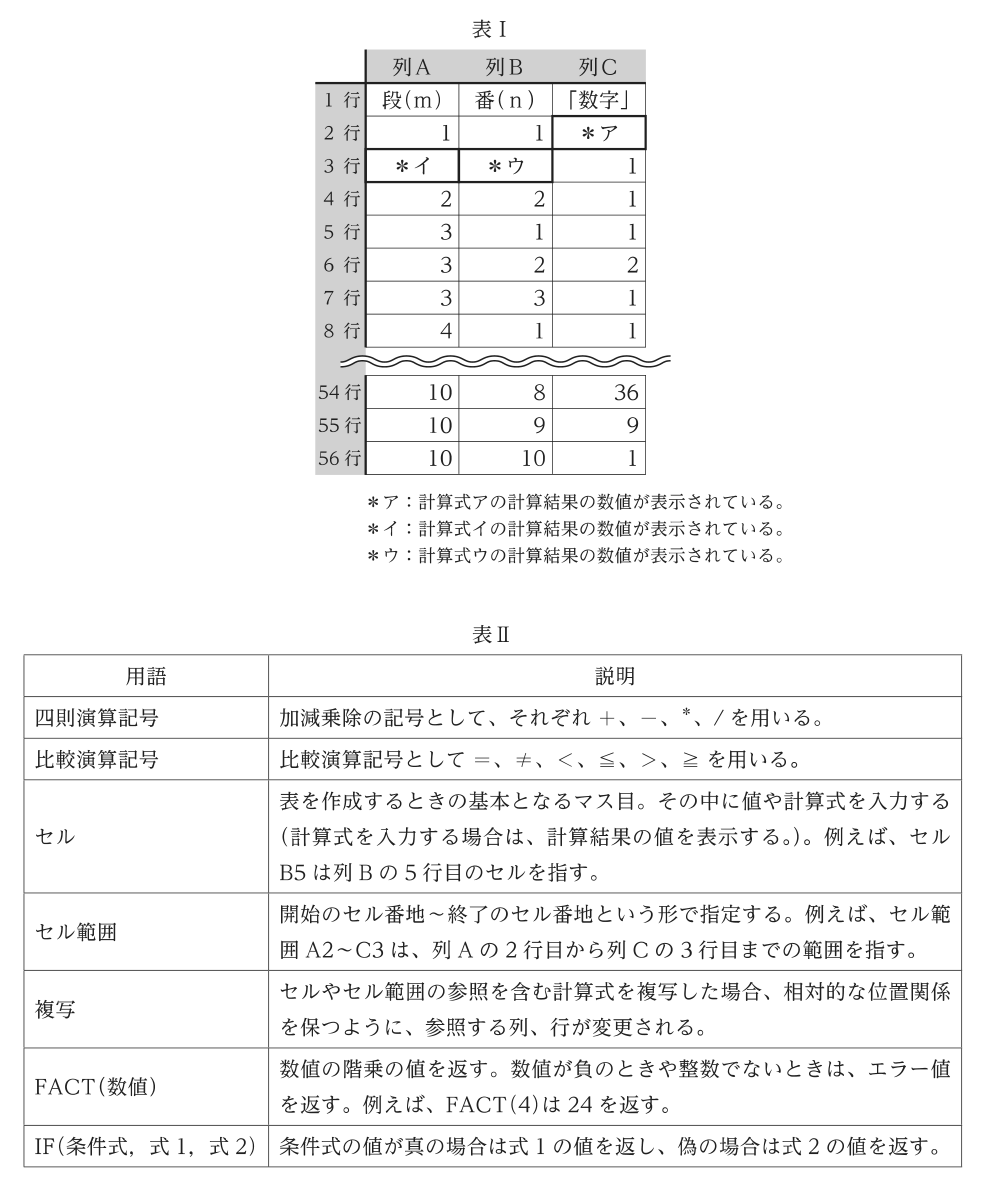 表Ⅰ
列A 列B 列C
1 行 段(m) 番(n) 「数字」
2 行 1 1 ＊ア
3 行 ＊イ ＊ウ 1
4 行 2 2 1
5 行 3 1 1
6 行 3 2 2
7 行 3 3 1
8 行 4 1 1
54 行 10 8 36
55 行 10 9 9
56 行 10 10 1
＊ア：計算式アの計算結果の数値が表示されている。
＊イ：計算式イの計算結果の数値が表示されている。
＊ウ：計算式ウの計算結果の数値が表示されている。
表Ⅱ
用語 説明
四則演算記号 加減乗除の記号として、それぞれ ＋、－、*、/ を用いる。
比較演算記号 比較演算記号として ＝、≠、＜、≦、＞、≧ を用いる。
表を作成するときの基本となるマス目。その中に値や計算式を入力する
セル (計算式を入力する場合は、計算結果の値を表示する。)。例えば、セル
B5 は列 B の 5 行目のセルを指す。
セル範囲 開始のセル番地～終了のセル番地という形で指定する。例えば、セル範
囲 A2～C3 は、列 A の 2 行目から列 C の 3 行目までの範囲を指す。
複写 セルやセル範囲の参照を含む計算式を複写した場合、相対的な位置関係
を保つように、参照する列、行が変更される。
FACT(数値) 数値の階乗の値を返す。数値が負のときや整数でないときは、エラー値
を返す。例えば、FACT(4)は 24 を返す。
IF(条件式，式 1，式 2) 条件式の値が真の場合は式 1 の値を返し、偽の場合は式 2 の値を返す。